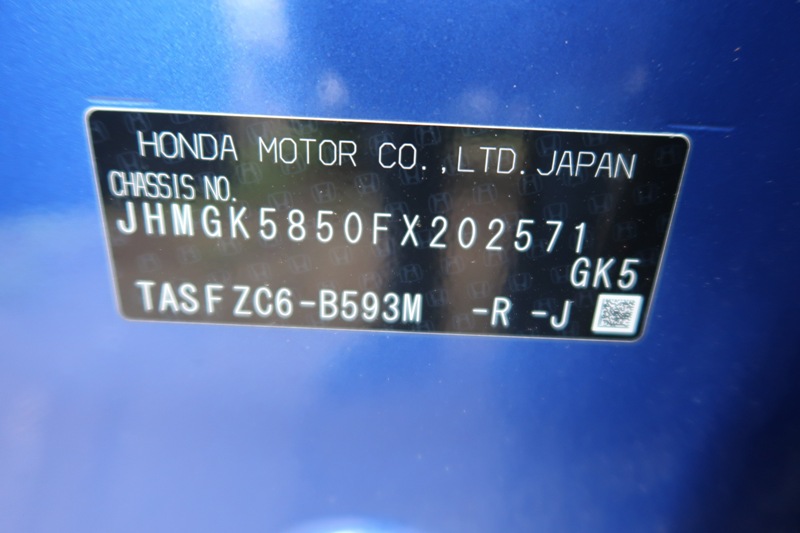 HONDA MOTOR CO.,LTD. JAPAN
CHASSIS NO.
JHMGK5850FX202571
GK5
TASFZC6-B593M -R -J